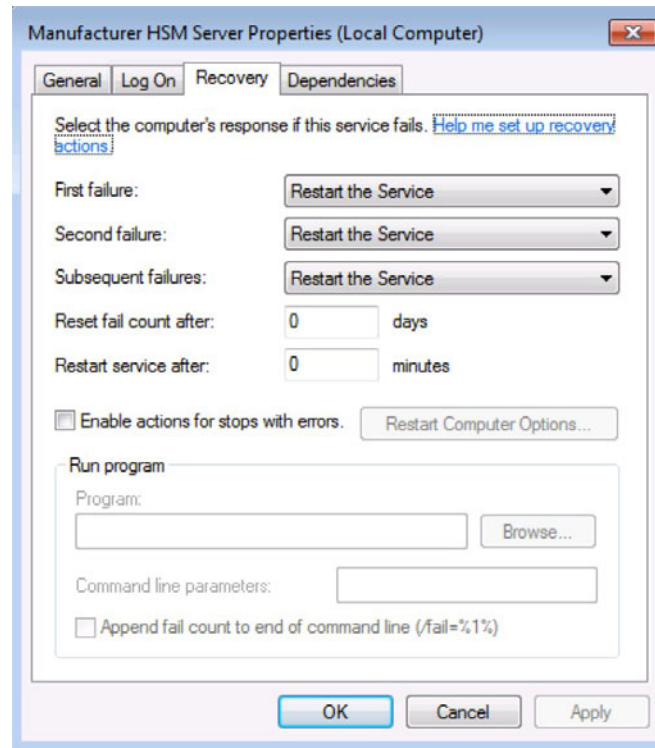 Manufacturer HSM Server Properties (Local Computer)
General Log On Recovery Dependencies
Select the computer's response if this service fails. Help me set up recovery
actions.
First failure: Restart the Service
Second failure: Restart the Service
Subsequent failures: Restart the Service
Reset fail count after: 0 days
Restart service after: 0 minutes
Enable actions for stops with errors. Restart Computer Options...
Run program
Program:
Browse...
Command line parameters:
Append fail count to end of command line (/fail=%1%)
OK Cancel Apply